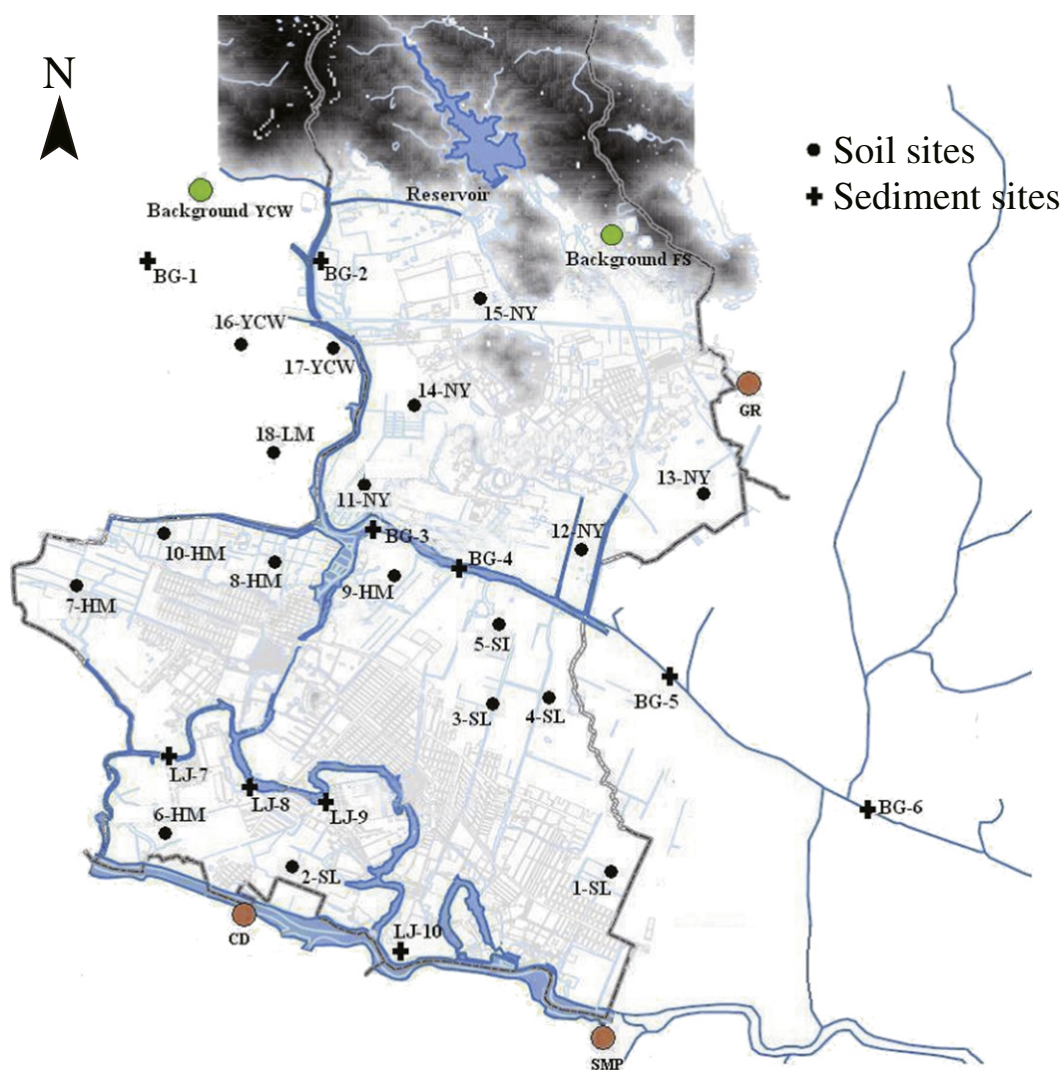 N
Soil sites
Sediment sites
Reservoir
Background YCW
Background FS
BG-1
BG-2
15-NY
16-YCW
17-YCW
14-NY
GR
18-LM
11-NY
13-NY
BG-3
12-NY
10-HM
8-HM
9-HM
BG-4
7-HM
5-SI
3-SL
4-SL
BG-5
LJ-7
LJ-8
LJ-9
BG-6
6-HM
2-SL
1-SL
CD
LJ-10
SMP